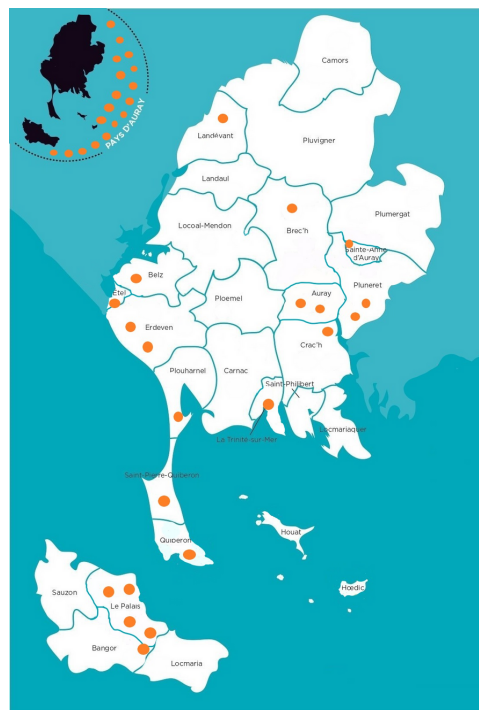 PAYS D'AURAY
Camors
Landévant
Pluvigner
Landaul
Plumergat
Locoal-Mendon
Brec'h
Sainte-Anne
d'Auray
Belz
Pluneret
Etel
Ploemel
Auray
Erdeven
Crac'h
Plouharnel
Carnac
Saint-Philibert
Locmariaquer
La Trinité-sur-Mer
Saint-Pierre-Quiberon
Quiberon
Houat
Hœdic
Sauzon
Le Palais
Bangor
Locmaria